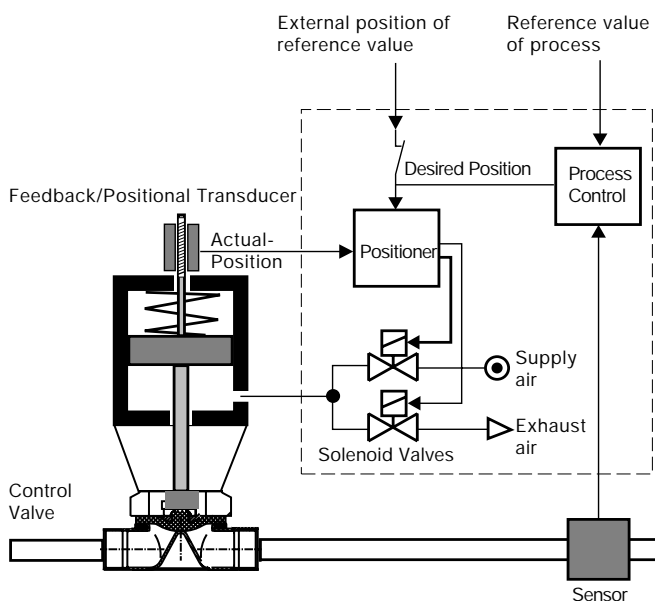 External position of
reference value
Reference value
of process
Desired Position
Process
Control
Feedback/Positional Transducer
Actual-
Position
Positioner
Supply
air
Exhaust
air
Solenoid Valves
Control
Valve
Sensor